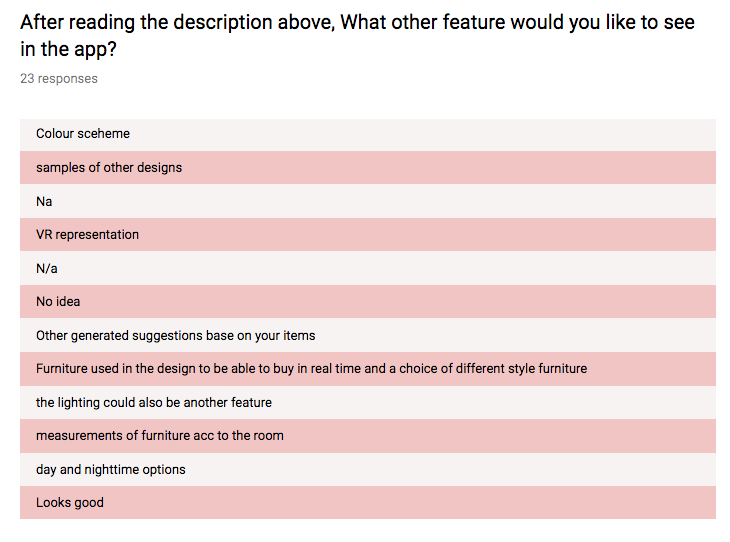 After reading the description above, What other feature would you like to see
in the app?
23 responses
Colour sceheme
samples of other designs
Na
VR representation
N/a
No idea
Other generated suggestions base on your items
Furniture used in the design to be able to buy in real time and a choice of different style furniture
the lighting could also be another feature
measurements of furniture acc to the room
day and nighttime options
Looks good